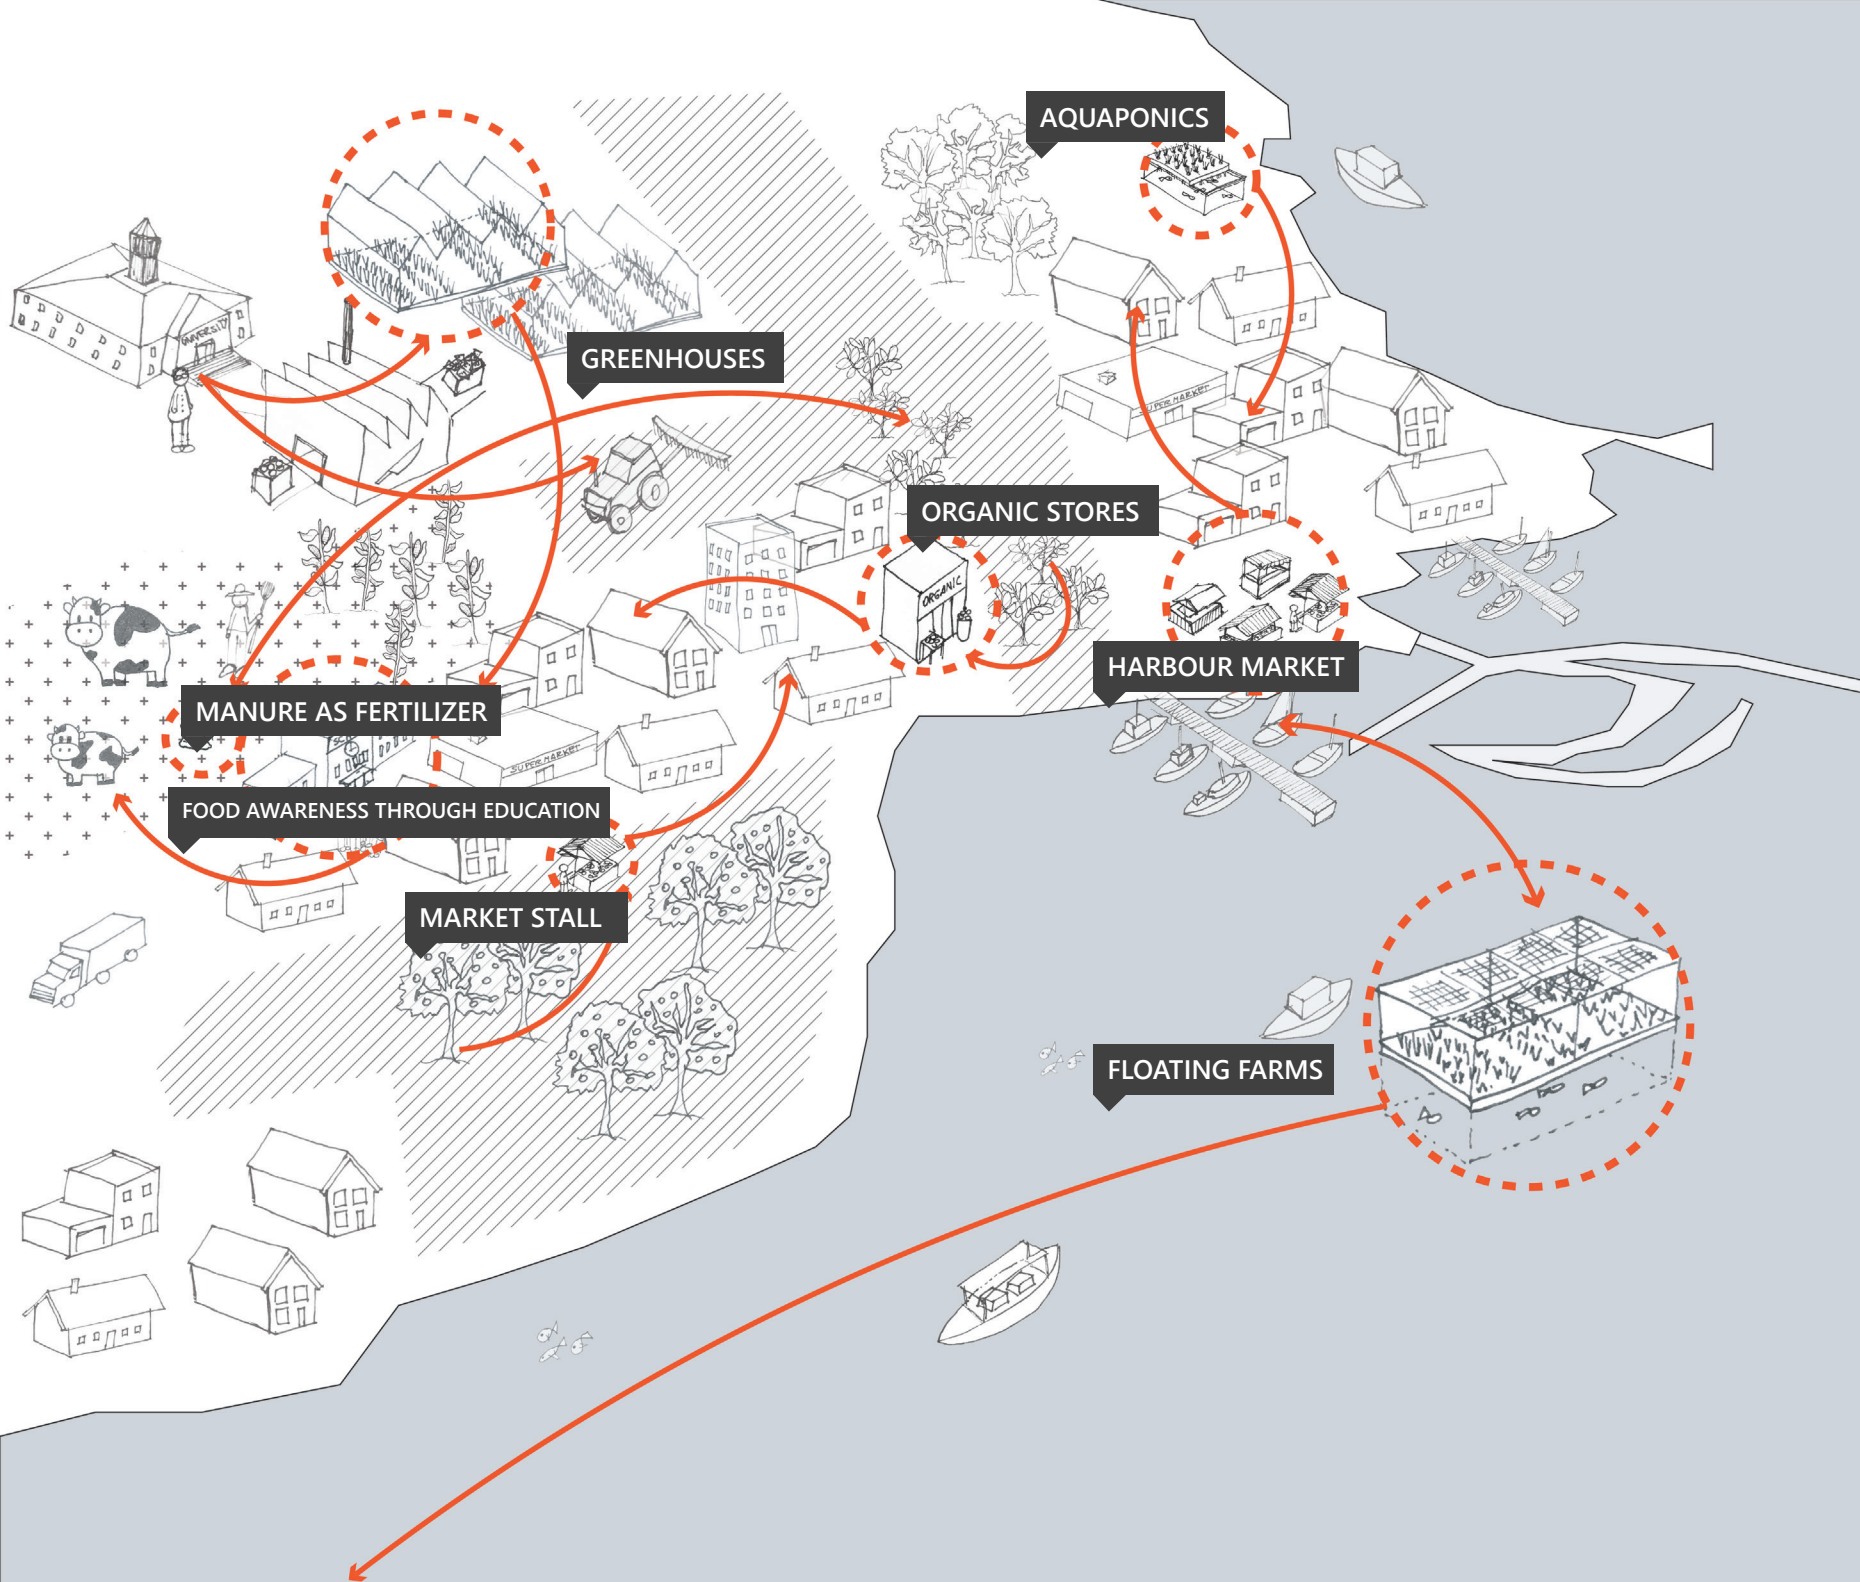 AQUAPONICS
UNIVERSITY
GREENHOUSES
SUPERMARKET
ORGANIC STORES
ORGANIC
HARBOUR MARKET
MANURE AS FERTILIZER
SUPERMARKET
FOOD AWARENESS THROUGH EDUCATION
MARKET STALL
FLOATING FARMS